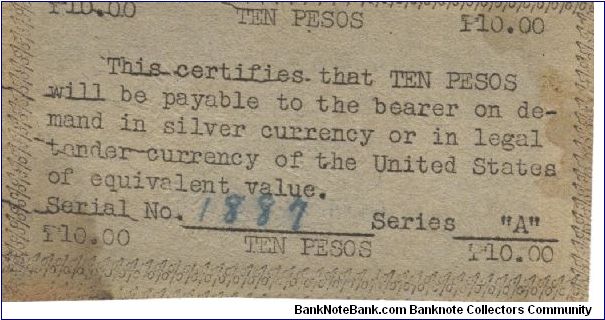 ₱10.00 TEN PESOS ₱10.00
This certifies that TEN PESOS
will be payable to the bearer on de-
mand in silver currency or in legal
tender currency of the United States
of equivalent value.
Serial No. 1887 Series "A"
₱10.00 TEN PESOS ₱10.00
BankNoteBank.com Banknote Collectors Community